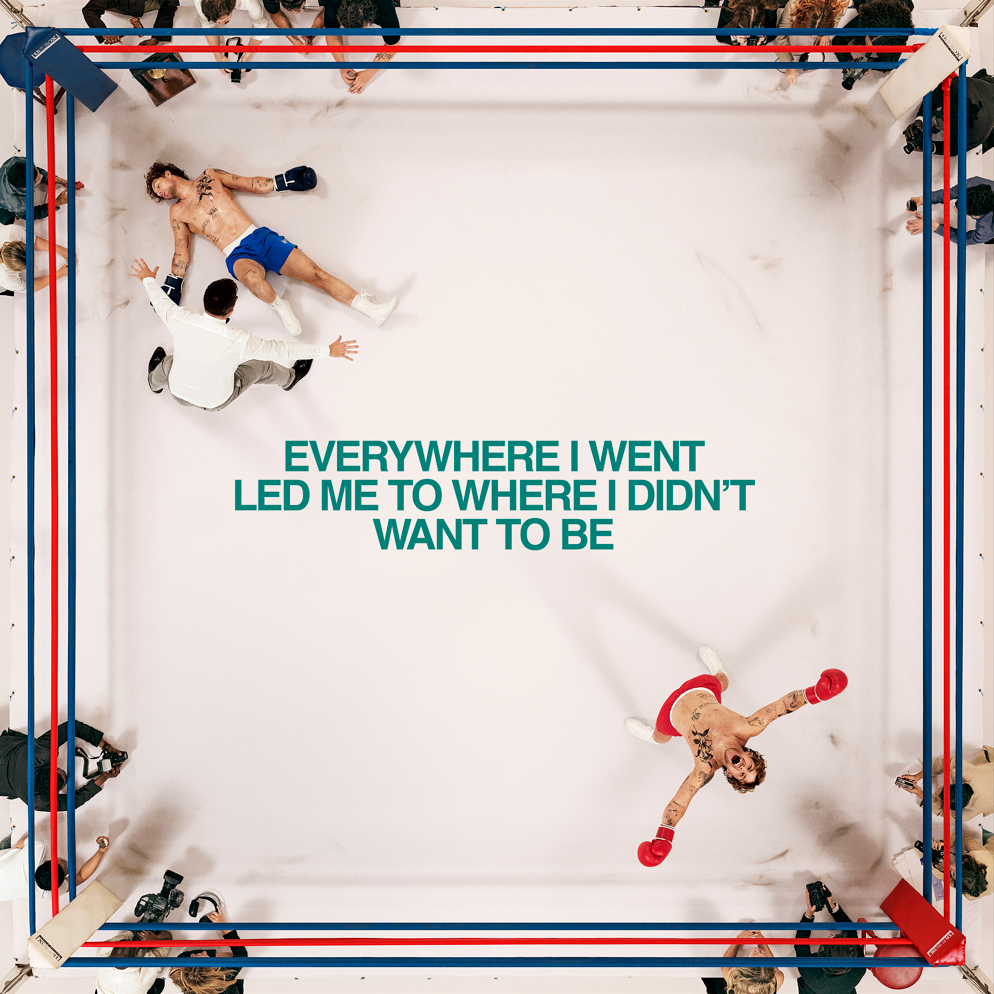 EVERYWHERE I WENT
LED ME TO WHERE I DIDN’T
WANT TO BE